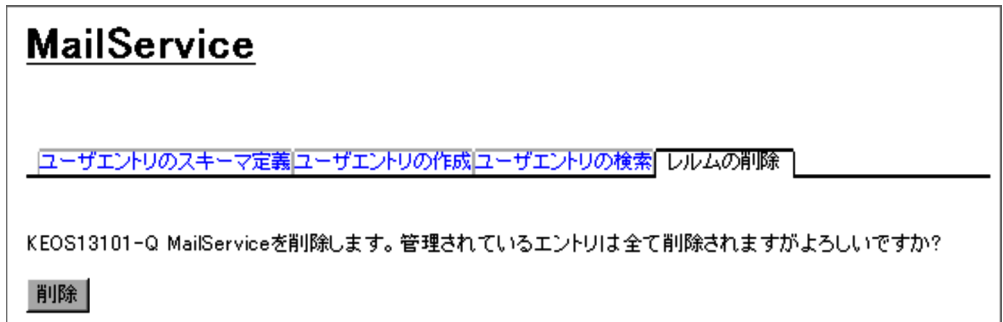 MailService
ユーザエントリのスキーマ定義 ユーザエントリの作成 ユーザエントリの検索 レルムの削除
KEOS13101-Q MailServiceを削除します。管理されているエントリは全て削除されますがよろしいですか?
削除